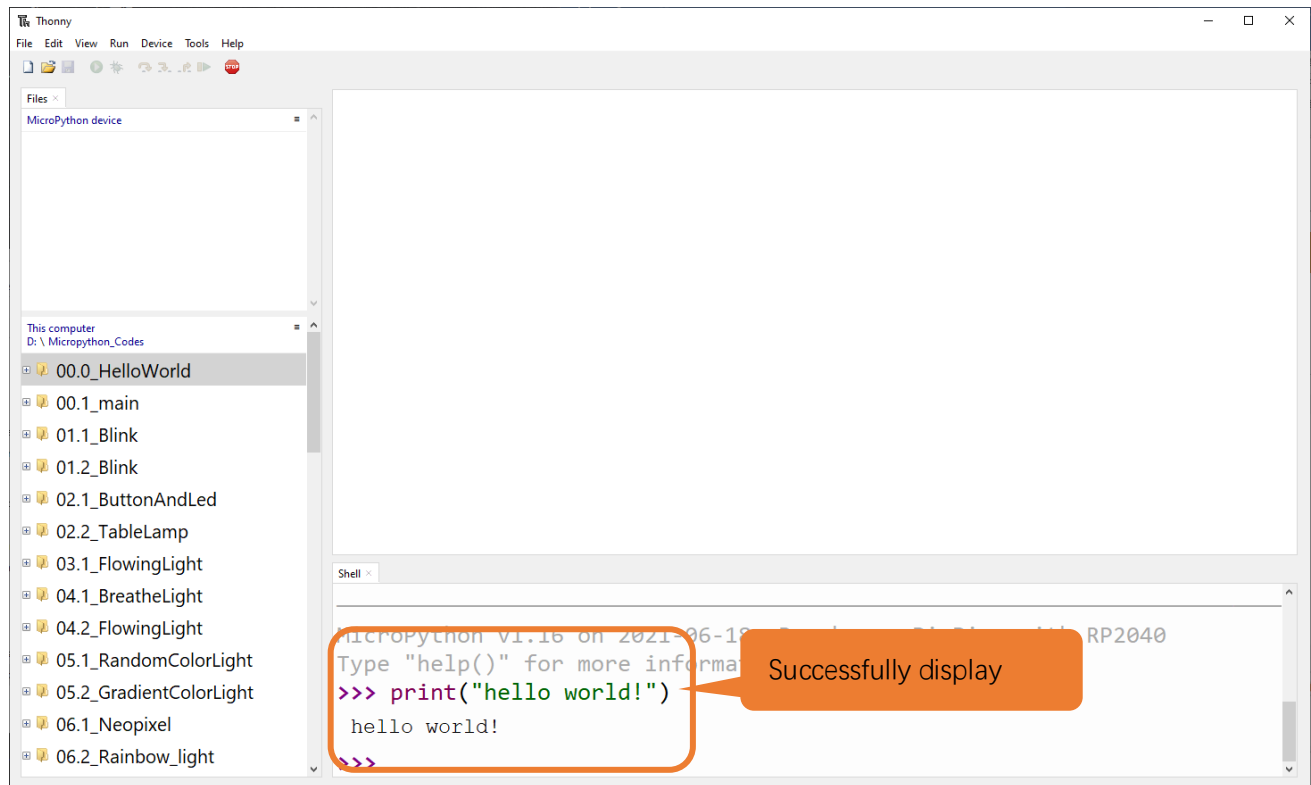 Thonny
File Edit View Run Device Tools Help
STOP
Files
MicroPython device
This computer
D: \ Micropython_Codes
00.0_HelloWorld
00.1_main
01.1_Blink
01.2_Blink
02.1_ButtonAndLed
02.2_TableLamp
03.1_FlowingLight
04.1_BreatheLight
04.2_FlowingLight
05.1_RandomColorLight
05.2_GradientColorLight
06.1_Neopixel
06.2_Rainbow_light
Shell
MicroPython v1.16 on 2021-06-18 RP2040
Type "help()" for more
>>> print("hello world!")
hello world!
>>>
Successfully display